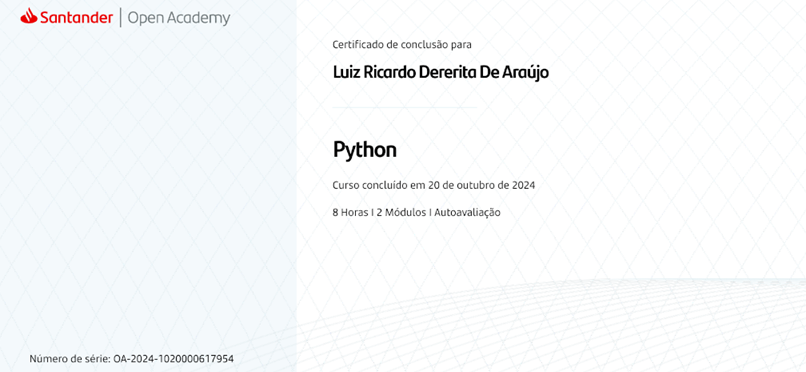 Santander | Open Academy
Certificado de conclusão para
Luiz Ricardo Dererita De Araújo
Python
Curso concluído em 20 de outubro de 2024
8 Horas I 2 Módulos I Autoavaliação
Número de série: OA-2024-1020000617954